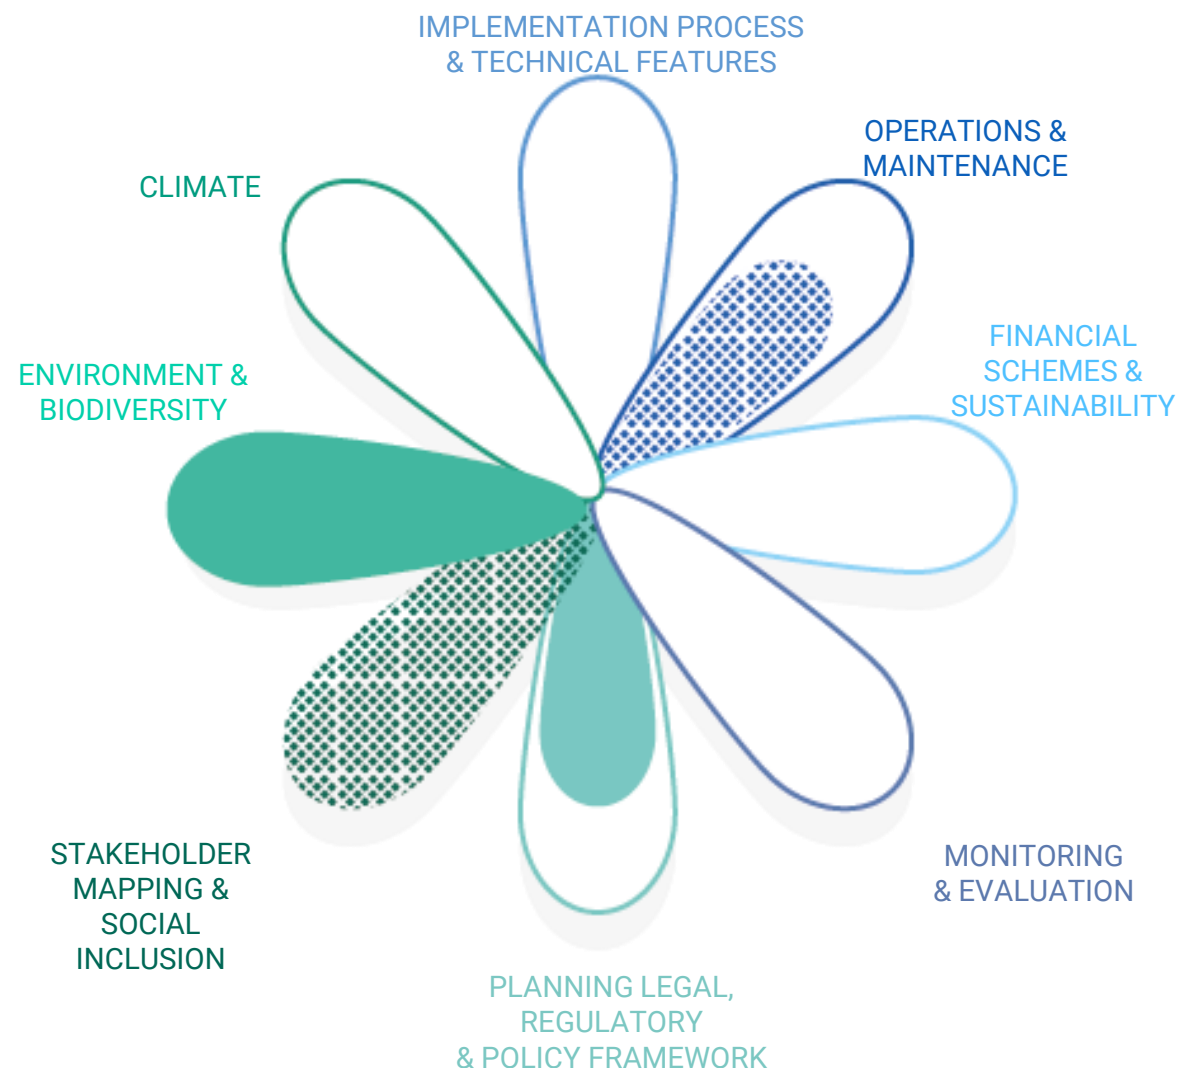 IMPLEMENTATION PROCESS
& TECHNICAL FEATURES
OPERATIONS &
MAINTENANCE
CLIMATE
FINANCIAL
SCHEMES &
SUSTAINABILITY
ENVIRONMENT &
BIODIVERSITY
STAKEHOLDER
MAPPING &
SOCIAL
INCLUSION
MONITORING
& EVALUATION
PLANNING LEGAL,
REGULATORY
& POLICY FRAMEWORK